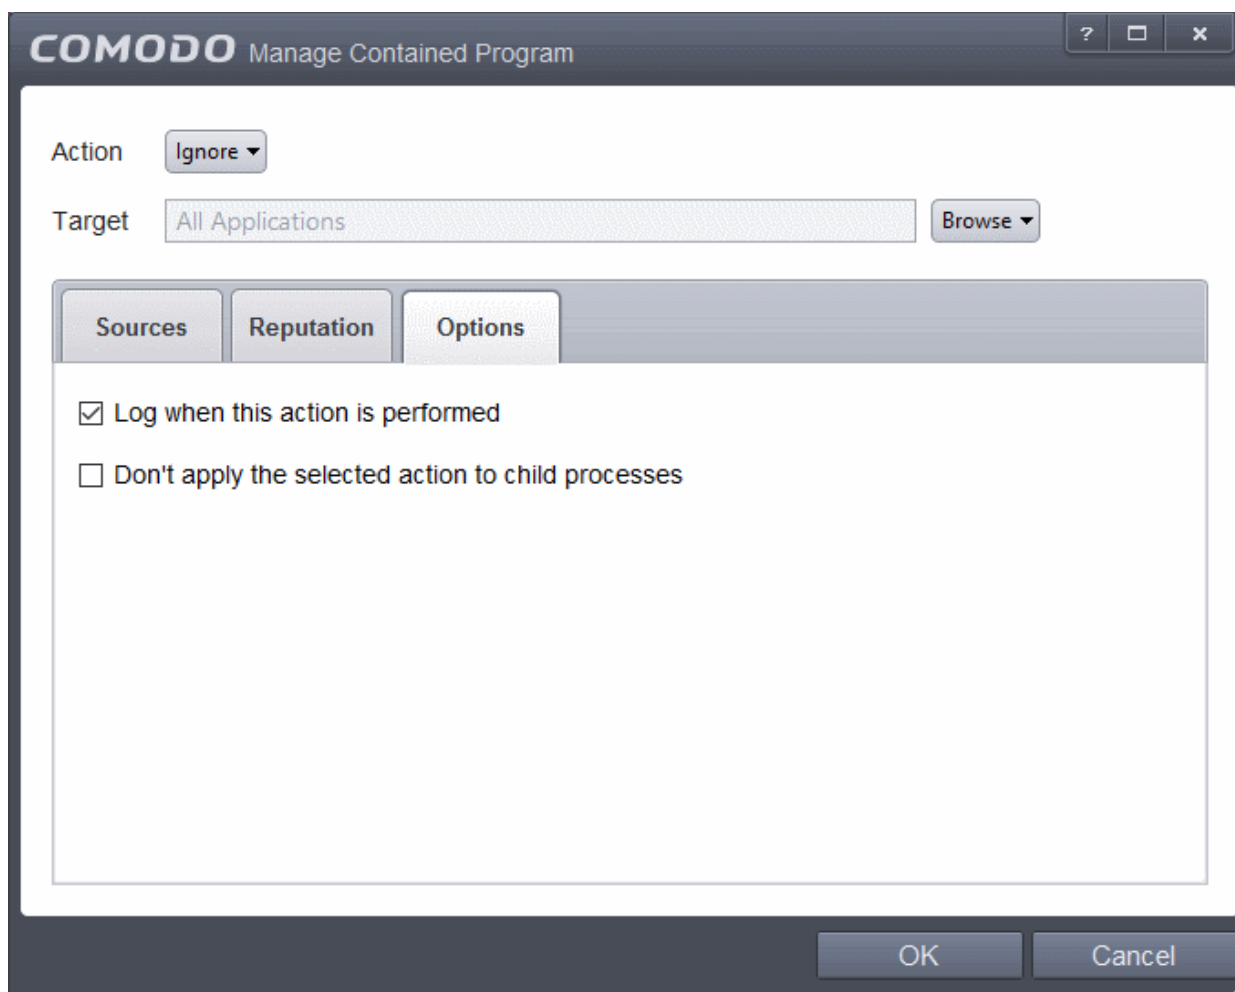 COMODO Manage Contained Program ?
Action Ignore
Target All Applications Browse
Sources Reputation Options
Log when this action is performed
Don't apply the selected action to child processes
OK Cancel